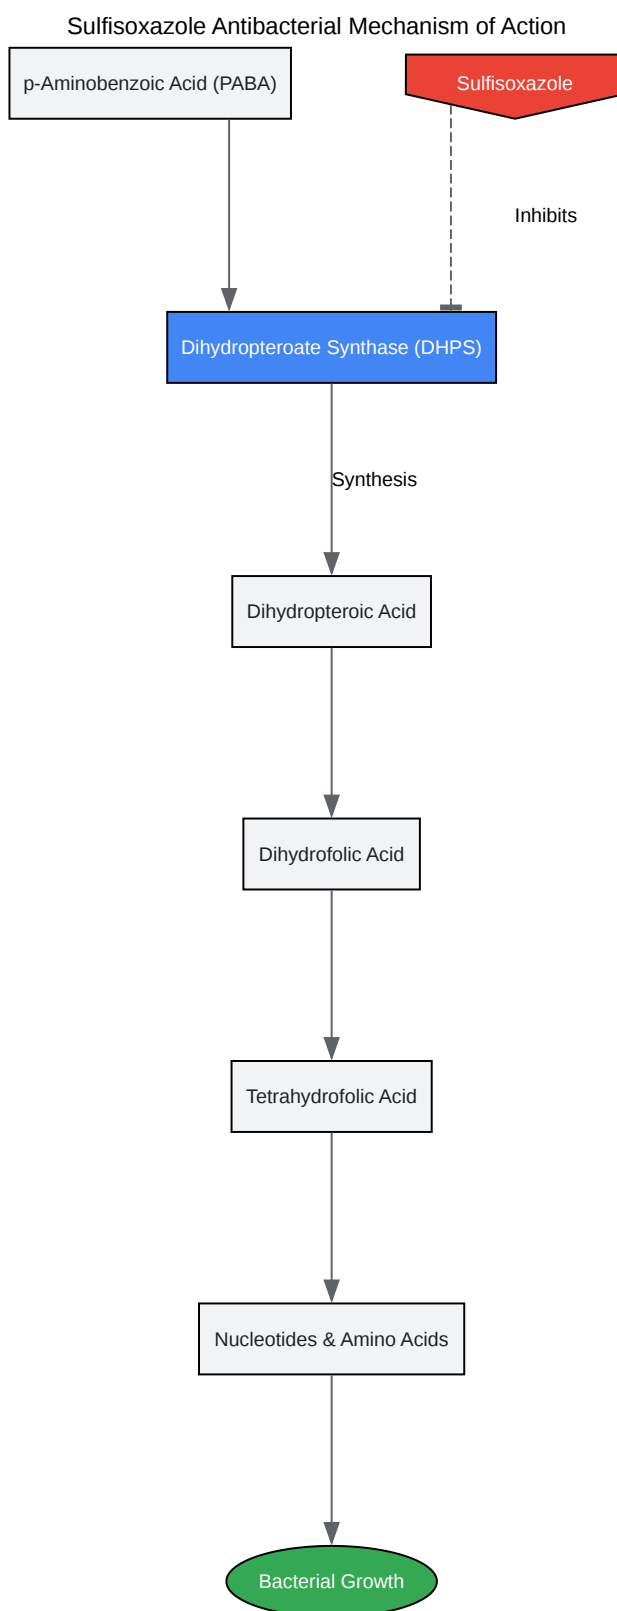 Sulfisoxazole Antibacterial Mechanism of Action
p-Aminobenzoic Acid (PABA)
Sulfisoxazole
Inhibits
Dihydropteroate Synthase (DHPS)
Synthesis
Dihydropteroic Acid
Dihydrofolic Acid
Tetrahydrofolic Acid
Nucleotides & Amino Acids
Bacterial Growth